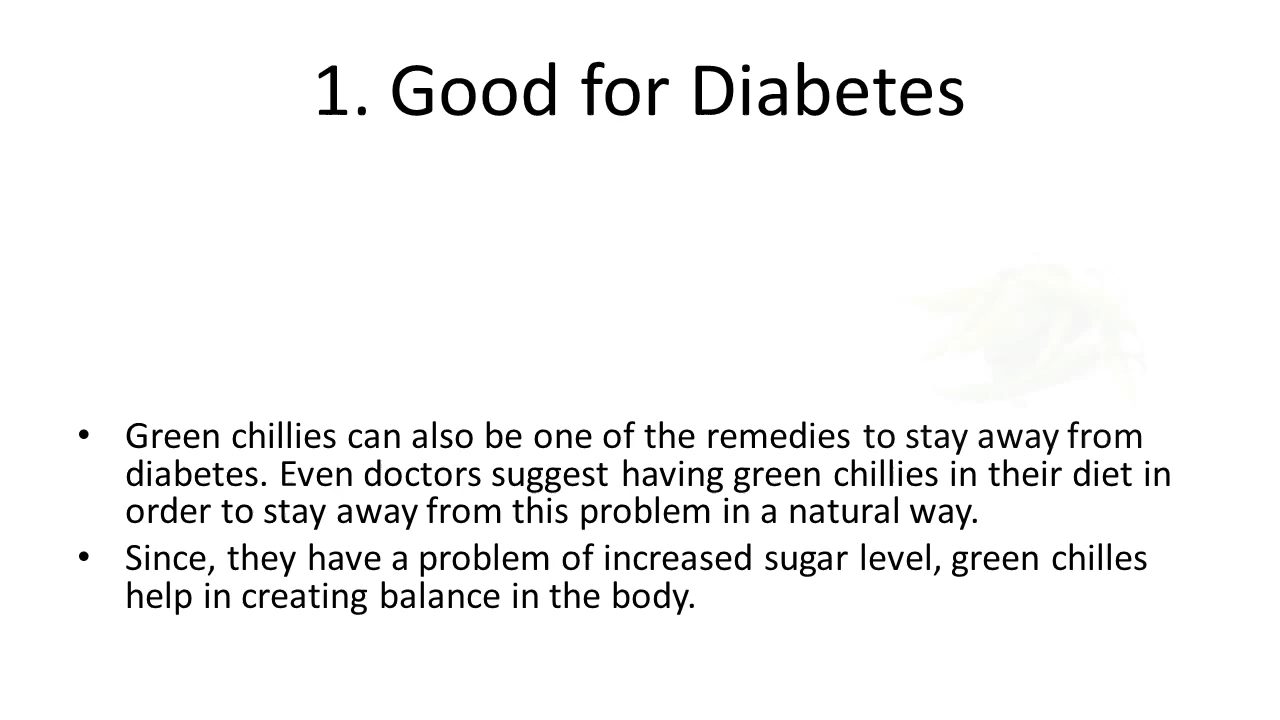 1. Good for Diabetes
• Green chillies can also be one of the remedies to stay away from
diabetes. Even doctors suggest having green chillies in their diet in
order to stay away from this problem in a natural way.
• Since, they have a problem of increased sugar level, green chilles
help in creating balance in the body.